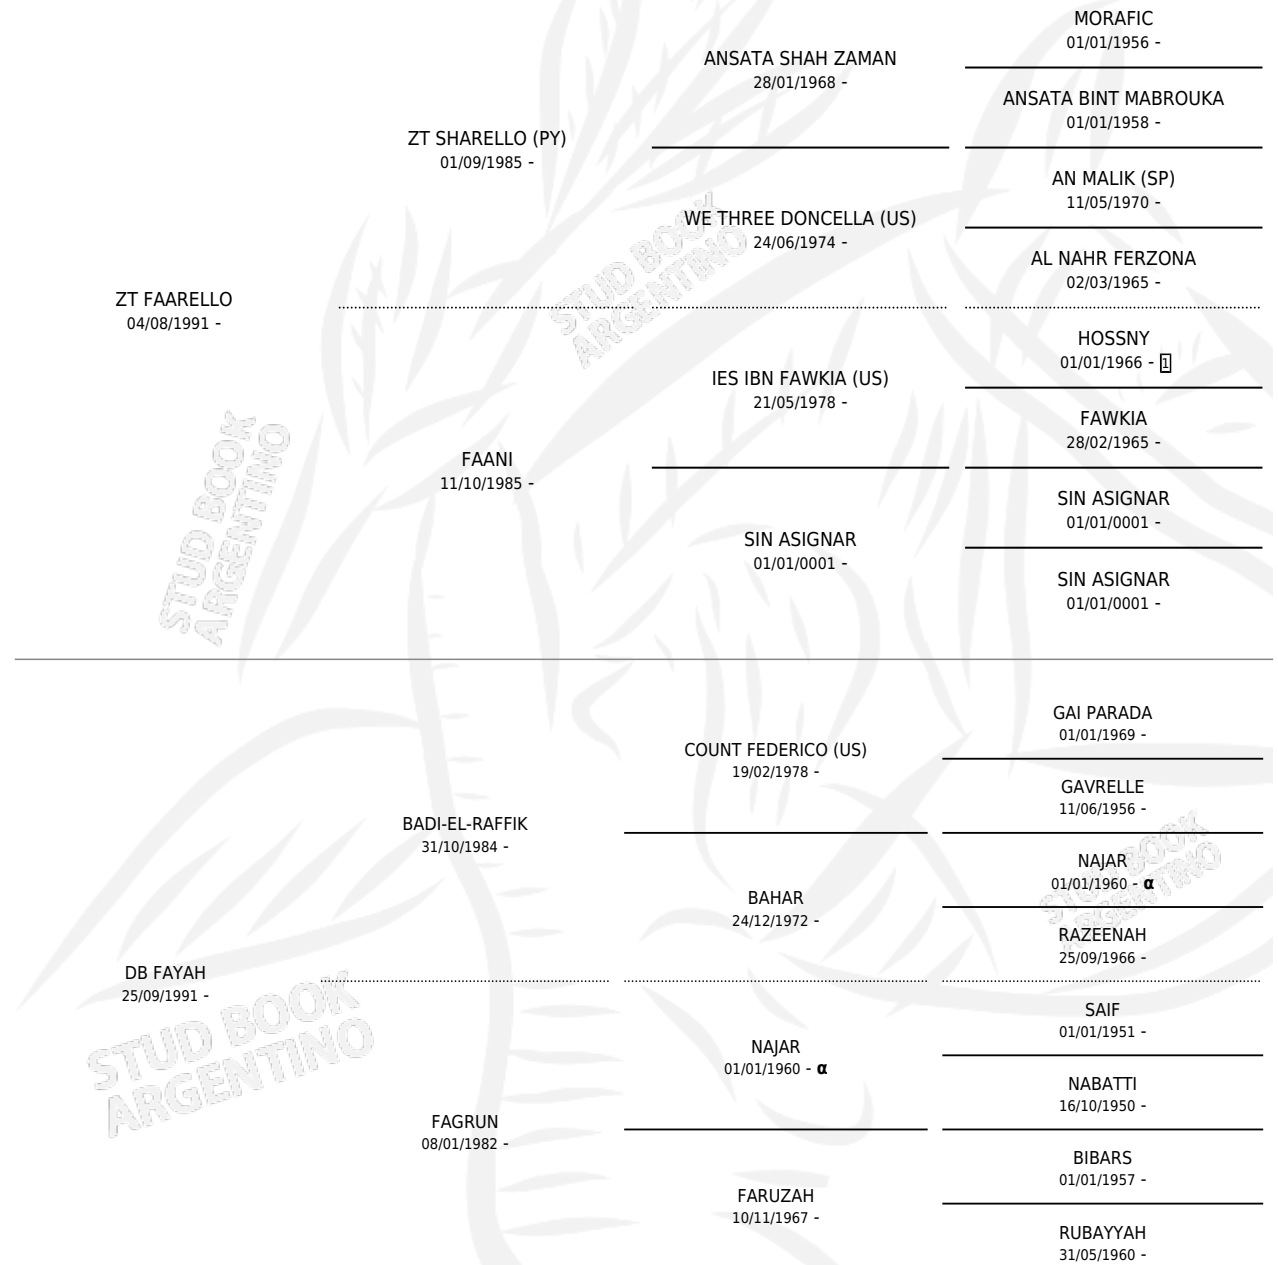 MORAFIC
01/01/1956 -
ANSATA SHAH ZAMAN
28/01/1968 -
ANSATA BINT MABROUKA
01/01/1958 -
ZT SHARELLO (PY)
01/09/1985 -
AN MALIK (SP)
11/05/1970 -
WE THREE DONCELLA (US)
24/06/1974 -
AL NAHR FERZONA
02/03/1965 -
ZT FAARELLO
04/08/1991 -
HOSSNY
01/01/1966 - 1
IES IBN FAWKIA (US)
21/05/1978 -
FAWKIA
28/02/1965 -
FAANI
11/10/1985 -
SIN ASIGNAR
01/01/0001 -
SIN ASIGNAR
01/01/0001 -
SIN ASIGNAR
01/01/0001 -
GAI PARADA
01/01/1969 -
COUNT FEDERICO (US)
19/02/1978 -
GAVRELLE
11/06/1956 -
BADI-EL-RAFFIK
31/10/1984 -
NAJAR
01/01/1960 - α
BAHAR
24/12/1972 -
RAZEENAH
25/09/1966 -
DB FAYAH
25/09/1991 -
SAIF
01/01/1951 -
NAJAR
01/01/1960 - α
NABATTI
16/10/1950 -
FAGRUN
08/01/1982 -
BIBARS
01/01/1957 -
FARUZAH
10/11/1967 -
RUBAYYAH
31/05/1960 -
STUD BOOK
ARGENTINO
STUD BOOK
ARGENTINO
STUD BOOK
ARGENTINO
STUD BOOK
ARGENTINO